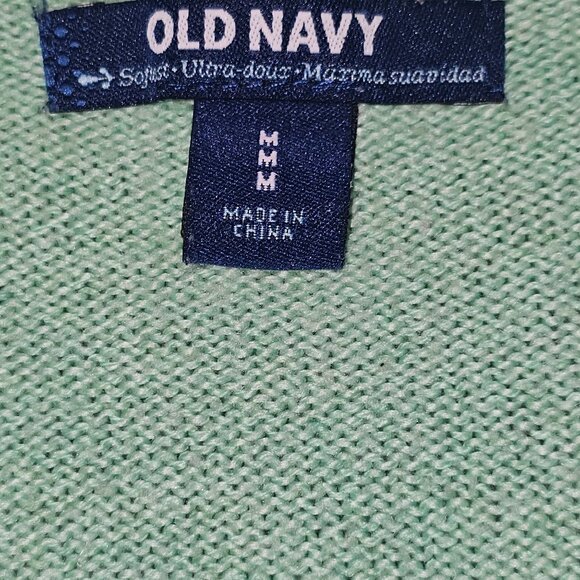 OLD NAVY
Softest • Ultra-doux • Máxima suavidad
M
M
M
MADE IN
CHINA